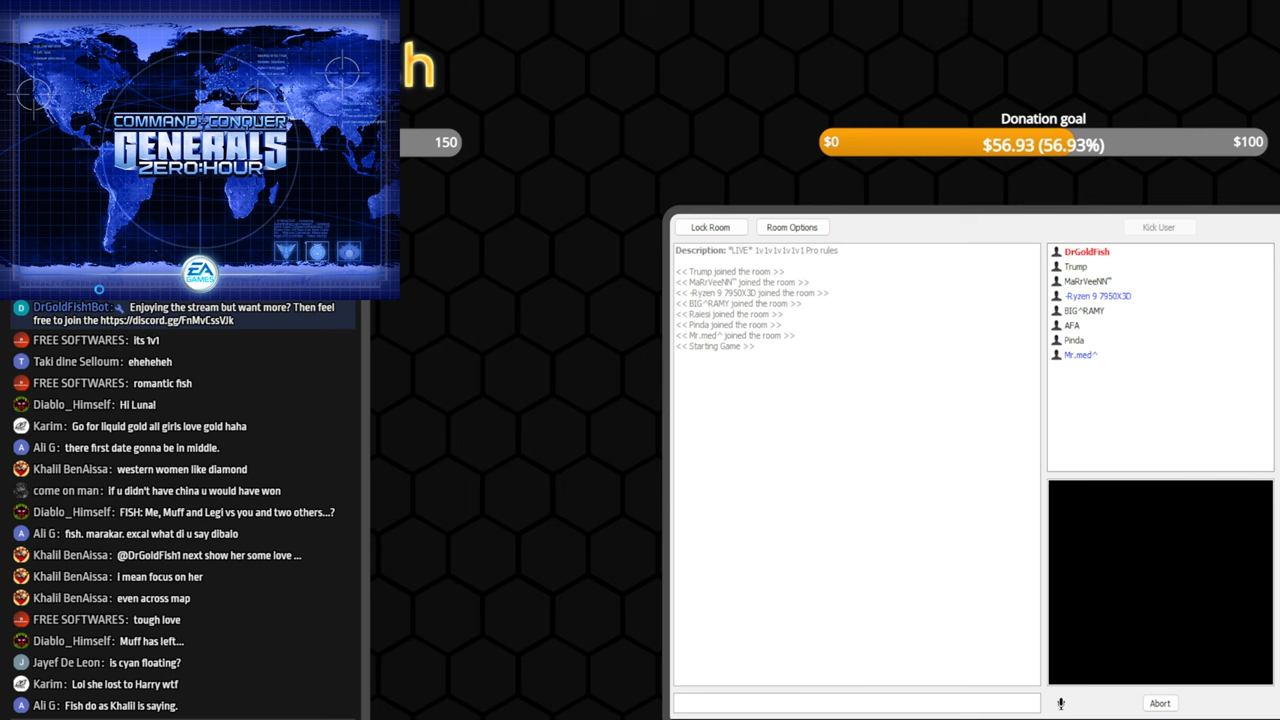 COMMAND & CONQUER
GENERALS
ZERO:HOUR
EA
GAMES
h
150
Donation goal
$0
$56.93 (56.93%)
$100
DrGoldFish1Bot: Enjoying the stream but want more? Then feel
free to join the https://discord.gg/FnMvCssVJk
FREE SOFTWARES: its 1v1
T Taki dine Selloum: eheheheh
FREE SOFTWARES: romantic fish
Diablo_Himself: Hi Luna!
Karim: Go for liquid gold all girls love gold haha
A Ali G: there first date gonna be in middle.
Khalil BenAissa: western women like diamond
come on man: if u didn't have china u would have won
Diablo_Himself: FISH: Me, Muff and Legi vs you and two others...?
A Ali G: fish. marakar. excal what di u say dibalo
Khalil BenAissa: @DrGoldFish1 next show her some love ...
Khalil BenAissa: i mean focus on her
Khalil BenAissa: even across map
FREE SOFTWARES: tough love
Diablo_Himself: Muff has left...
J Jayef De Leon: is cyan floating?
Karim: Lol she lost to Harry wtf
A Ali G: Fish do as Khalil is saying.
Lock Room
Room Options
Kick User
Description: *LIVE* 1v1v1v1v1v1 Pro rules
<< Trump joined the room >>
<< MaRrVeeNN™ joined the room >>
<< -Ryzen 9 7950X3D joined the room >>
<< BIG^RAMY joined the room >>
<< Raiesi joined the room >>
<< Pinda joined the room >>
<< Mr.med^ joined the room >>
<< Starting Game >>
DrGoldFish
Trump
MaRrVeeNN™
-Ryzen 9 7950X3D
BIG^RAMY
AFA
Pinda
Mr.med^
Abort